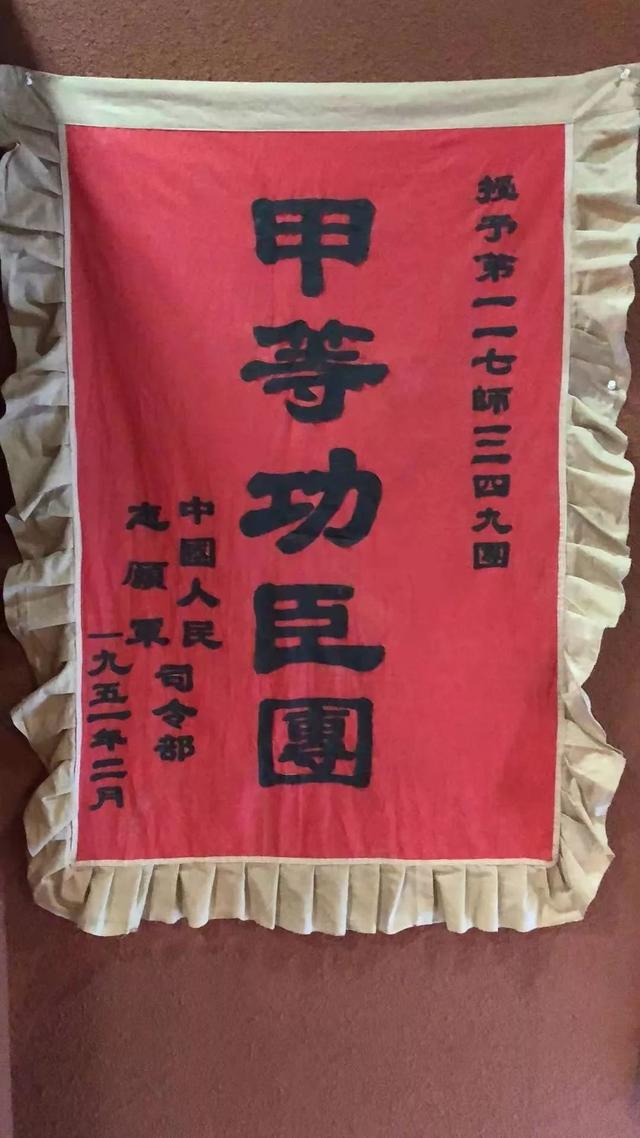 授予第一一七師三四九團
甲等功臣團
中國人民
志願軍
司令部
一九五一年二月